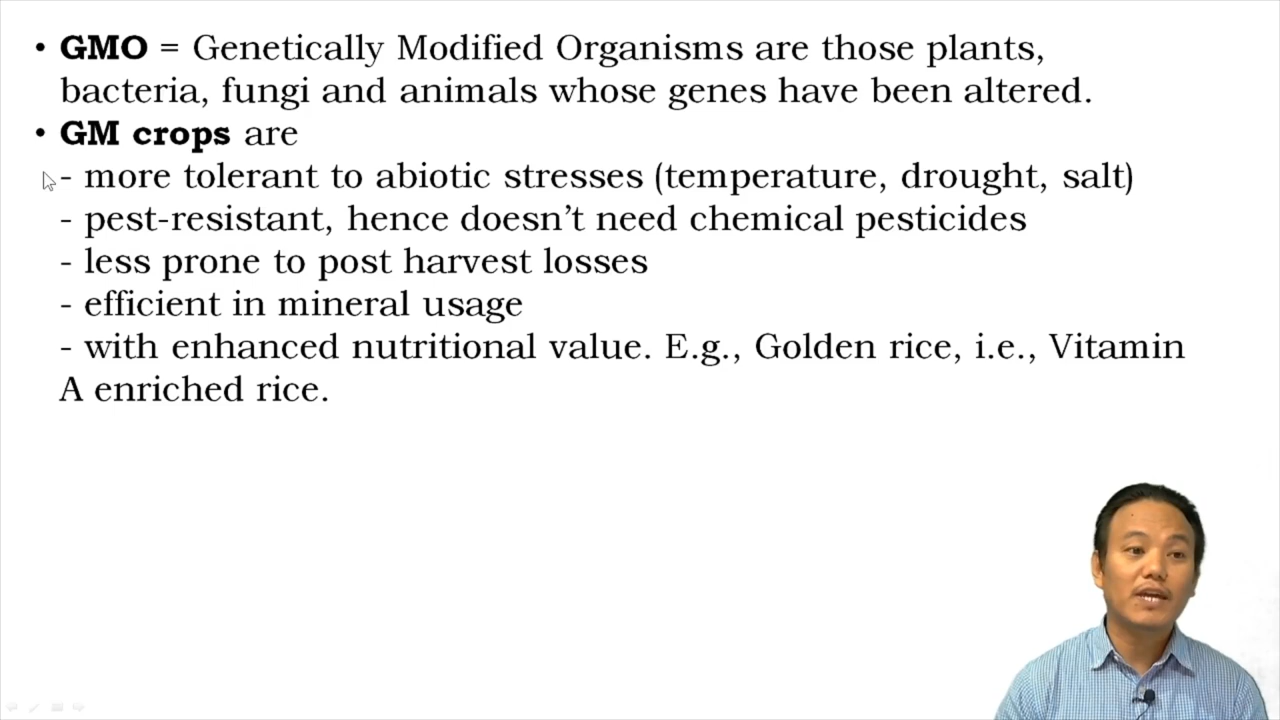 • GMO = Genetically Modified Organisms are those plants,
bacteria, fungi and animals whose genes have been altered.
• GM crops are
- more tolerant to abiotic stresses (temperature, drought, salt)
- pest-resistant, hence doesn’t need chemical pesticides
- less prone to post harvest losses
- efficient in mineral usage
- with enhanced nutritional value. E.g., Golden rice, i.e., Vitamin
A enriched rice.